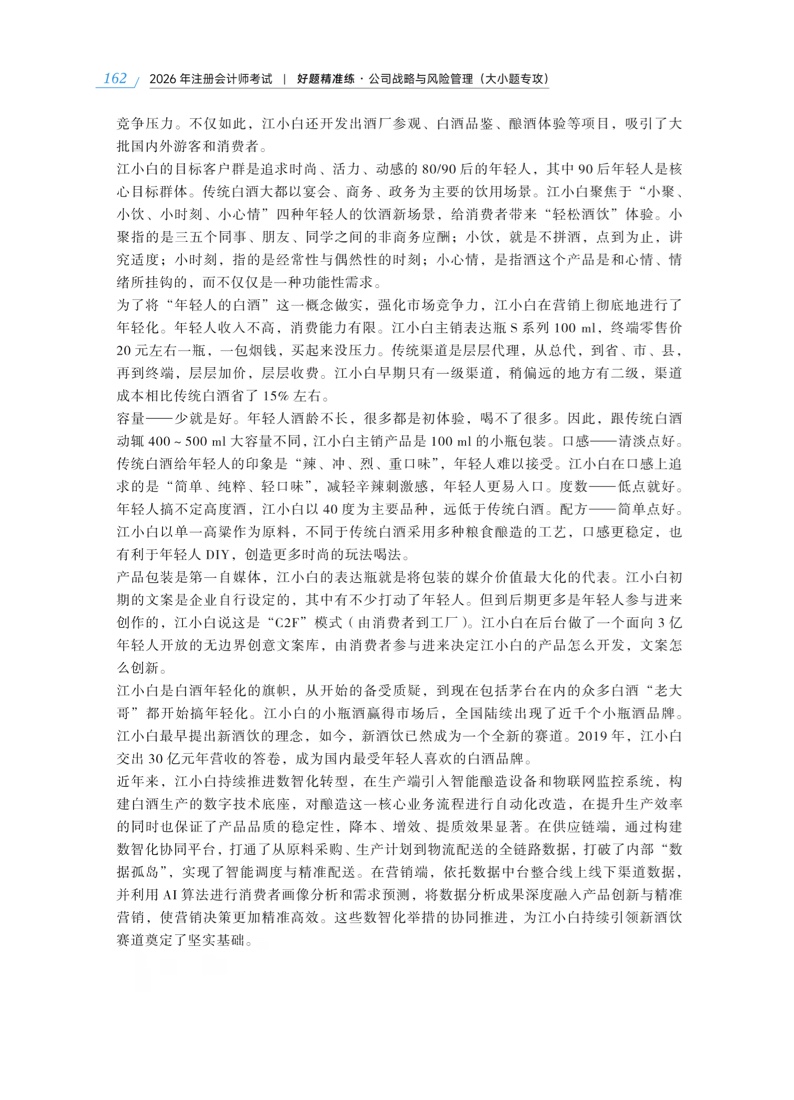 162 2026 年注册会计师考试 | 好题精准练·公司战略与风险管理（大小题专攻）
竞争压力。不仅如此，江小白还开发出酒厂参观、白酒品鉴、酿酒体验等项目，吸引了大
批国内外游客和消费者。
江小白的目标客户群是追求时尚、活力、动感的 80/90 后的年轻人，其中 90 后年轻人是核
心目标群体。传统白酒大都以宴会、商务、政务为主要的饮用场景。江小白聚焦于“小聚、
小饮、小时刻、小心情”四种年轻人的饮酒新场景，给消费者带来“轻松酒饮”体验。小
聚指的是三五个同事、朋友、同学之间的非商务应酬；小饮，就是不拼酒，点到为止，讲
究适度；小时刻，指的是经常性与偶然性的时刻；小心情，是指酒这个产品是和心情、情
绪所挂钩的，而不仅仅是一种功能性需求。
为了将“年轻人的白酒”这一概念做实，强化市场竞争力，江小白在营销上彻底地进行了
年轻化。年轻人收入不高，消费能力有限。江小白主销表达瓶 S 系列 100 ml，终端零售价
20 元左右一瓶，一包烟钱，买起来没压力。传统渠道是层层代理，从总代，到省、市、县，
再到终端，层层加价，层层收费。江小白早期只有一级渠道，稍偏远的地方有二级，渠道
成本相比传统白酒省了 15% 左右。
容量——少就是好。年轻人酒龄不长，很多都是初体验，喝不了很多。因此，跟传统白酒
动辄 400 ~ 500 ml 大容量不同，江小白主销产品是 100 ml 的小瓶包装。口感——清淡点好。
传统白酒给年轻人的印象是“辣、冲、烈、重口味”，年轻人难以接受。江小白在口感上追
求的是“简单、纯粹、轻口味”，减轻辛辣刺激感，年轻人更易入口。度数——低点就好。
年轻人搞不定高度酒，江小白以 40 度为主要品种，远低于传统白酒。配方——简单点好。
江小白以单一高粱作为原料，不同于传统白酒采用多种粮食酿造的工艺，口感更稳定，也
有利于年轻人 DIY，创造更多时尚的玩法喝法。
产品包装是第一自媒体，江小白的表达瓶就是将包装的媒介价值最大化的代表。江小白初
期的文案是企业自行设定的，其中有不少打动了年轻人。但到后期更多是年轻人参与进来
创作的，江小白说这是“C2F”模式（由消费者到工厂）。江小白在后台做了一个面向 3 亿
年轻人开放的无边界创意文案库，由消费者参与进来决定江小白的产品怎么开发，文案怎
么创新。
江小白是白酒年轻化的旗帜，从开始的备受质疑，到现在包括茅台在内的众多白酒“老大
哥”都开始搞年轻化。江小白的小瓶酒赢得市场后，全国陆续出现了近千个小瓶酒品牌。
江小白最早提出新酒饮的理念，如今，新酒饮已然成为一个全新的赛道。2019 年，江小白
交出 30 亿元年营收的答卷，成为国内最受年轻人喜欢的白酒品牌。
近年来，江小白持续推进数智化转型，在生产端引入智能酿造设备和物联网监控系统，构
建白酒生产的数字技术底座，对酿造这一核心业务流程进行自动化改造，在提升生产效率
的同时也保证了产品品质的稳定性，降本、增效、提质效果显著。在供应链端，通过构建
数智化协同平台，打通了从原料采购、生产计划到物流配送的全链路数据，打破了内部“数
据孤岛”，实现了智能调度与精准配送。在营销端，依托数据中台整合线上线下渠道数据，
并利用 AI 算法进行消费者画像分析和需求预测，将数据分析成果深度融入产品创新与精准
营销，使营销决策更加精准高效。这些数智化举措的协同推进，为江小白持续引领新酒饮
赛道奠定了坚实基础。